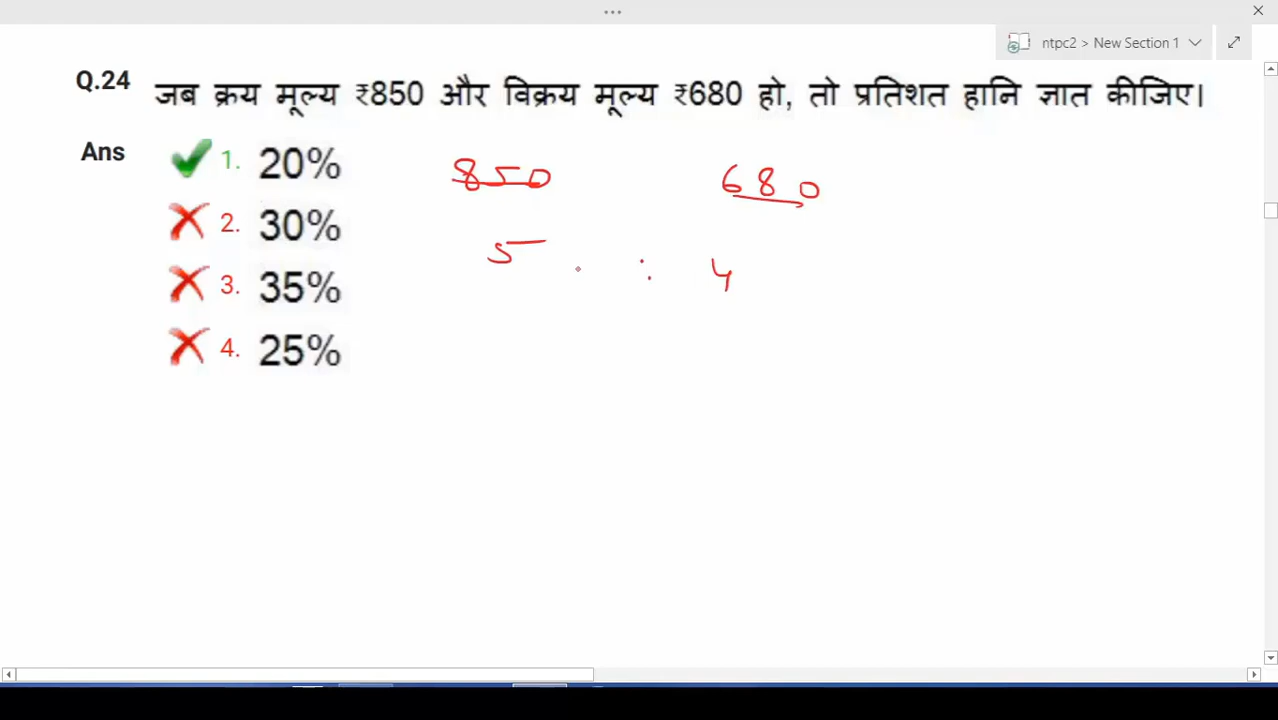 ntpc2 > New Section 1
Q.24 जब क्रय मूल्य ₹850 और विक्रय मूल्य ₹680 हो, तो प्रतिशत हानि ज्ञात कीजिए।
Ans 1. 20%
850 680
2. 30%
5 : 4
3. 35%
4. 25%